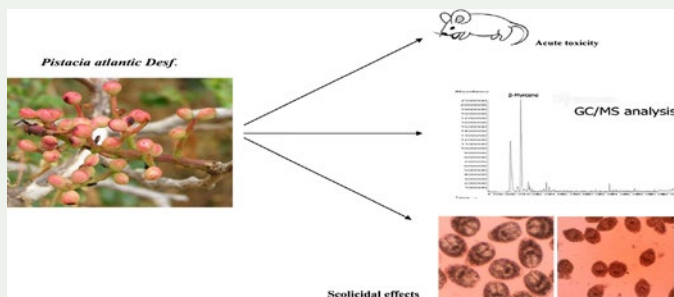 Acute toxicity
Pistacia atlantic Desf.
β-Myrcene
GC/MS analysis
Scolicidal effects